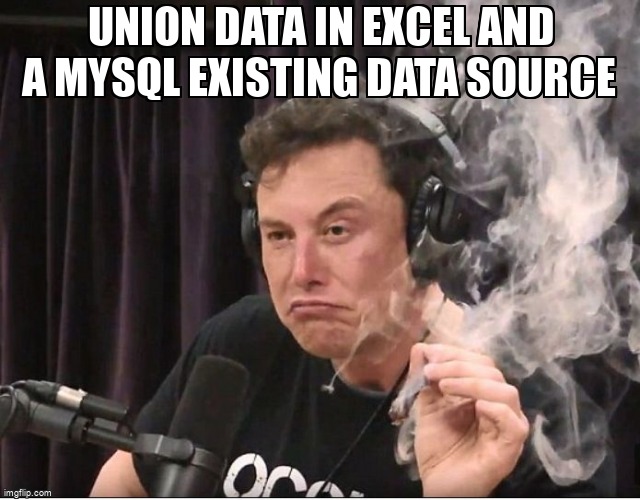 UNION DATA IN EXCEL AND
A MYSQL EXISTING DATA SOURCE
imgflip.com